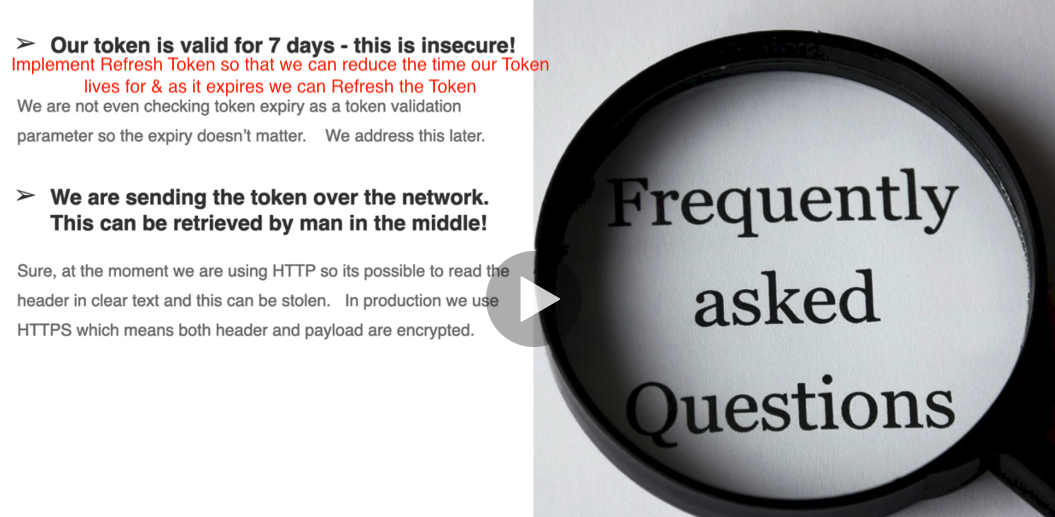 ➢ Our token is valid for 7 days - this is insecure!
Implement Refresh Token so that we can reduce the time our Token
lives for & as it expires we can Refresh the Token
We are not even checking token expiry as a token validation
parameter so the expiry doesn’t matter. We address this later.
➢ We are sending the token over the network.
This can be retrieved by man in the middle!
Sure, at the moment we are using HTTP so its possible to read the
header in clear text and this can be stolen. In production we use
HTTPS which means both header and payload are encrypted.
Frequently
asked
Questions